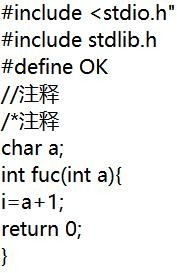 #include <stdio.h"
#include stdlib.h
#define OK
//注释
/*注释
char a;
int fuc(int a){
i=a+1;
return 0;
}